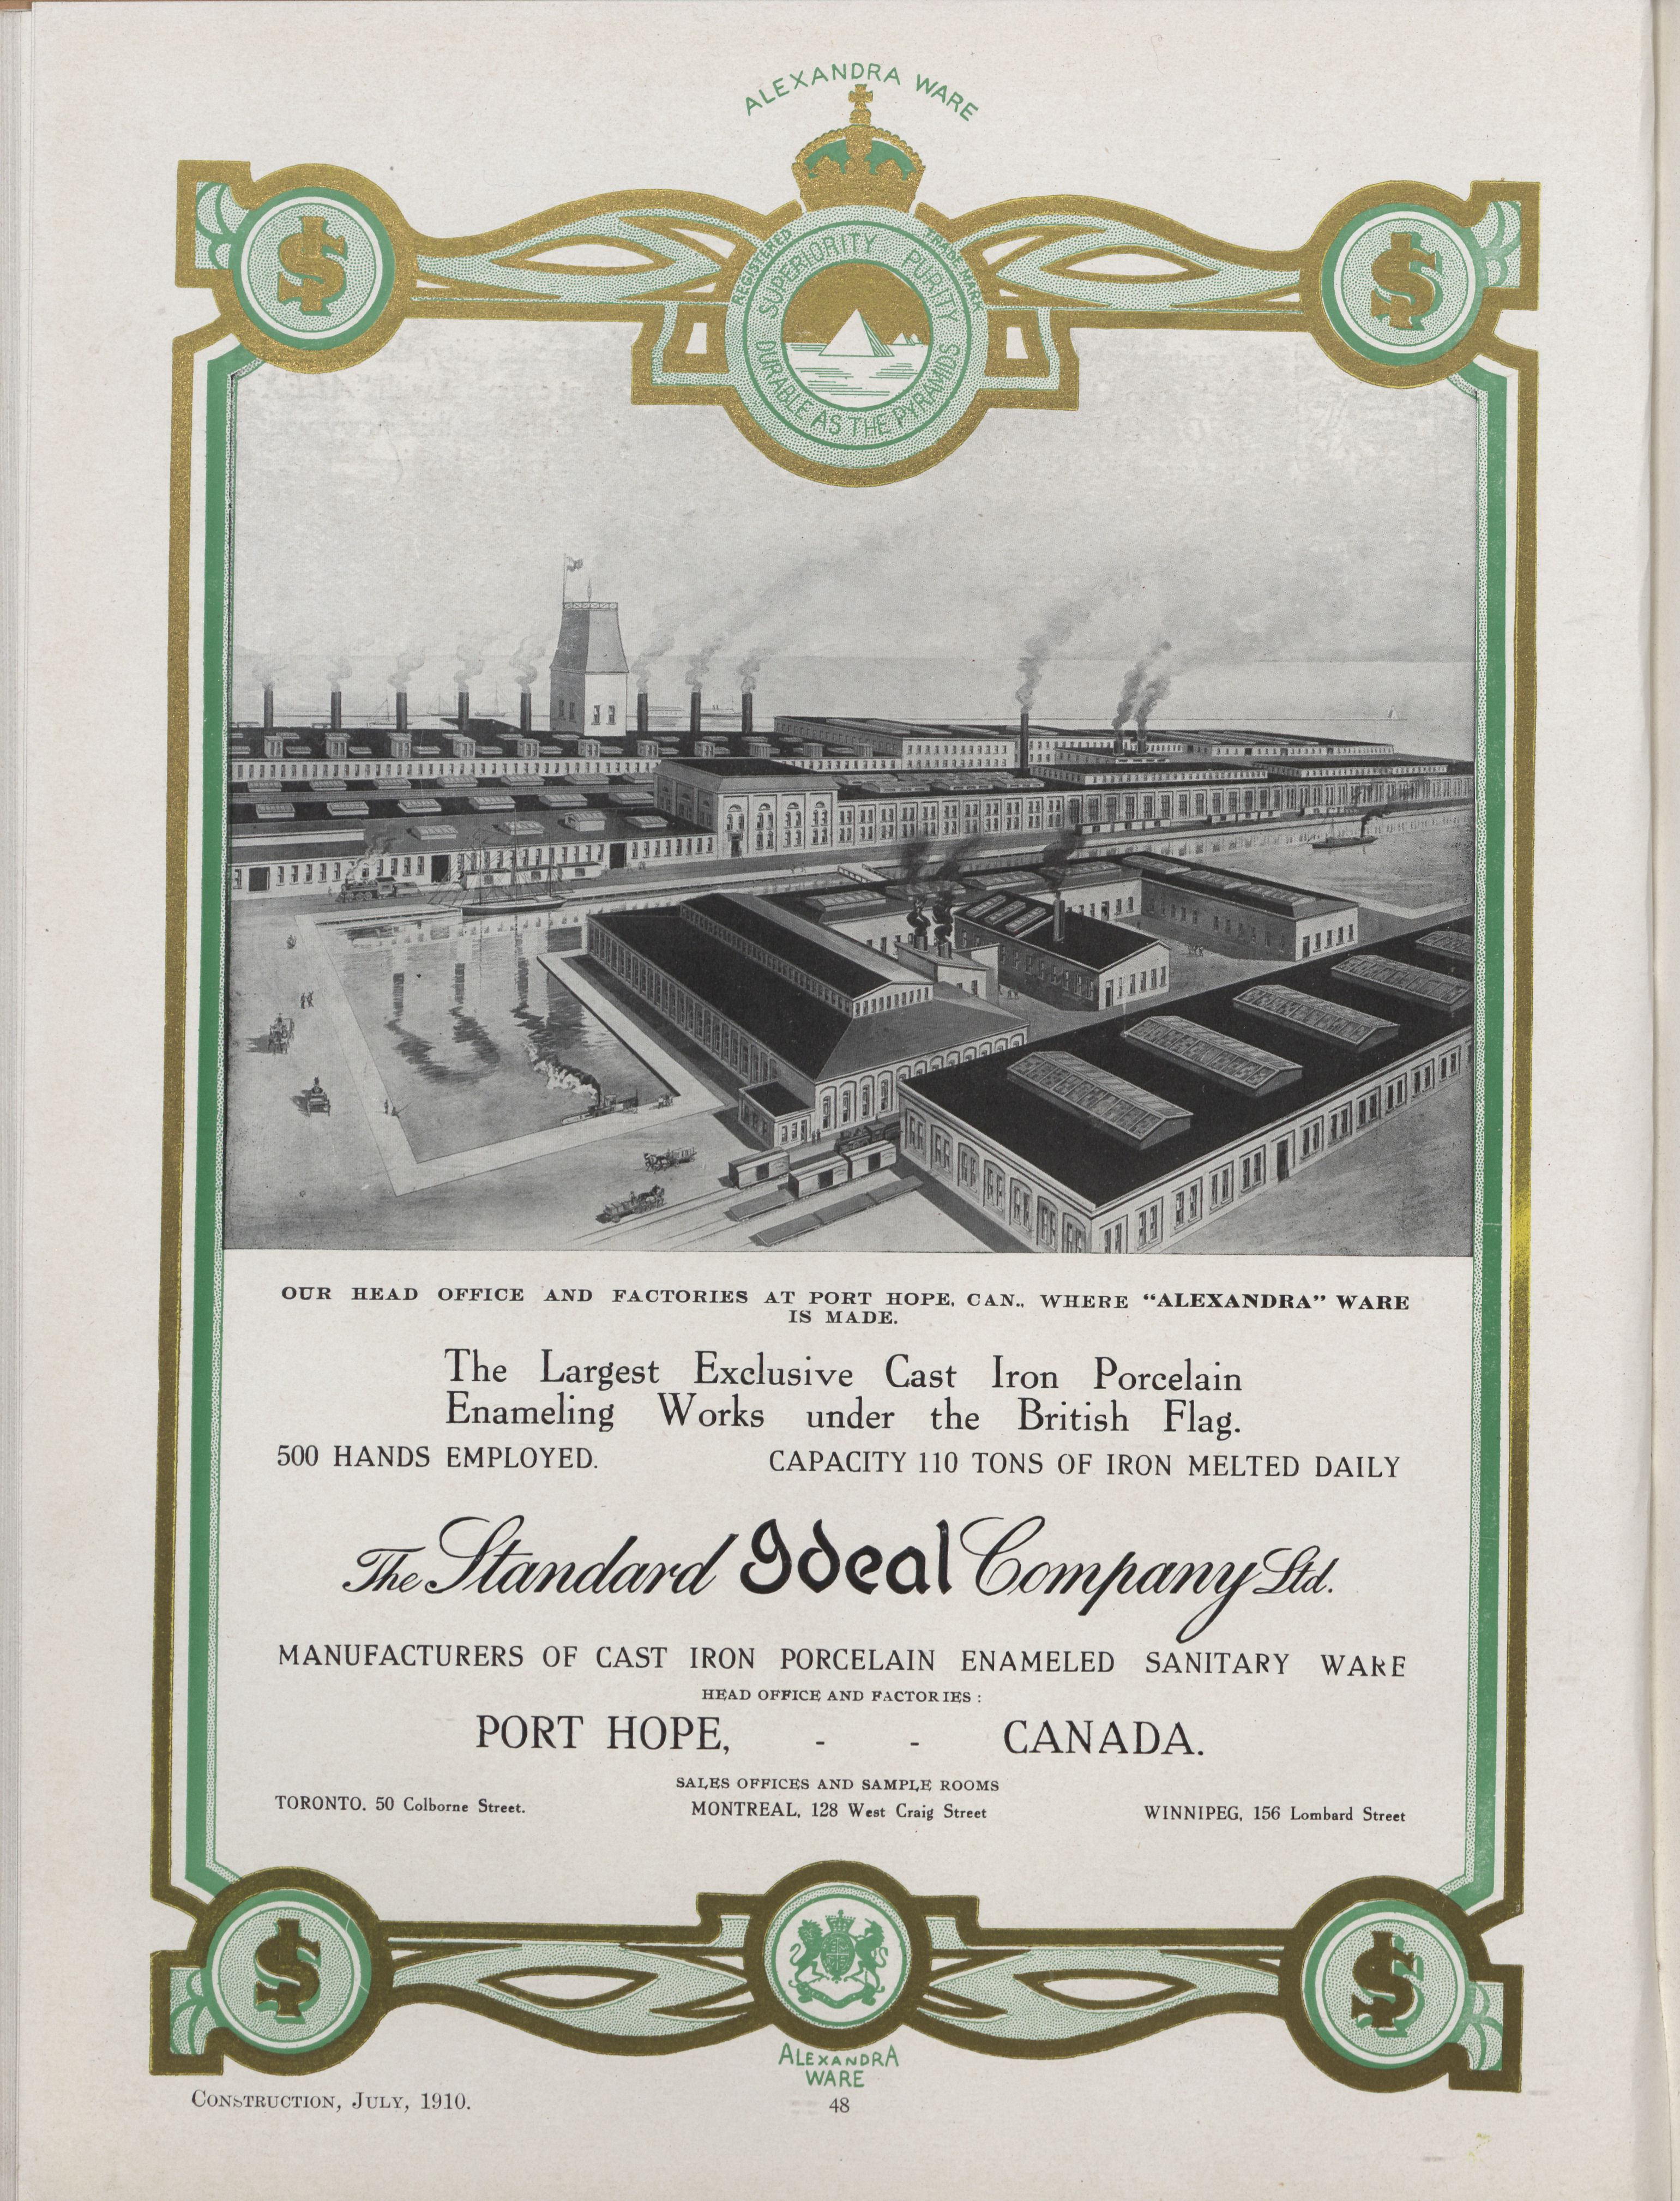 ALEXANDRA WARE
REGISTERED TRADE MARK
SUPERIORITY PURITY
DURABLE AS THE PYRAMIDS
OUR HEAD OFFICE AND FACTORIES AT PORT HOPE, CAN., WHERE “ALEXANDRA” WARE
IS MADE.
The Largest Exclusive Cast Iron Porcelain
Enameling Works under the British Flag.
500 HANDS EMPLOYED. CAPACITY 110 TONS OF IRON MELTED DAILY
The Standard Ideal Company Ltd.
MANUFACTURERS OF CAST IRON PORCELAIN ENAMELED SANITARY WARE
HEAD OFFICE AND FACTORIES :
PORT HOPE, - - CANADA.
SALES OFFICES AND SAMPLE ROOMS
TORONTO. 50 Colborne Street. MONTREAL, 128 West Craig Street WINNIPEG, 156 Lombard Street
ALEXANDRA
WARE
CONSTRUCTION, JULY, 1910.
48